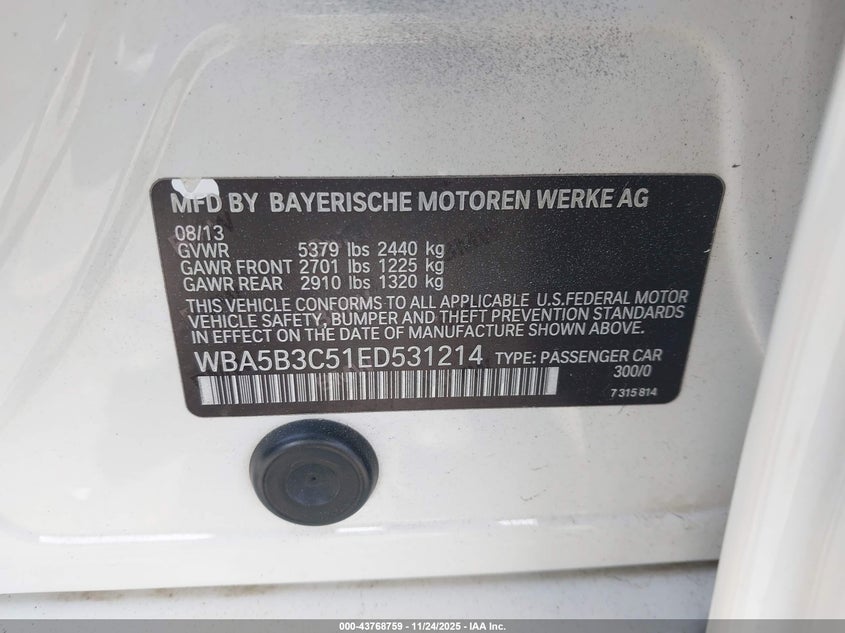 MFD BY BAYERISCHE MOTOREN WERKE AG
08/13
GVWR 5379 lbs 2440 kg
GAWR FRONT 2701 lbs 1225 kg
GAWR REAR 2910 lbs 1320 kg
THIS VEHICLE CONFORMS TO ALL APPLICABLE U.S.FEDERAL MOTOR
VEHICLE SAFETY, BUMPER AND THEFT PREVENTION STANDARDS
IN EFFECT ON THE DATE OF MANUFACTURE SHOWN ABOVE.
WBA5B3C51ED531214 TYPE: PASSENGER CAR
300/0
7 315 814
000-43768759 - 11/24/2025 - IAA Inc.